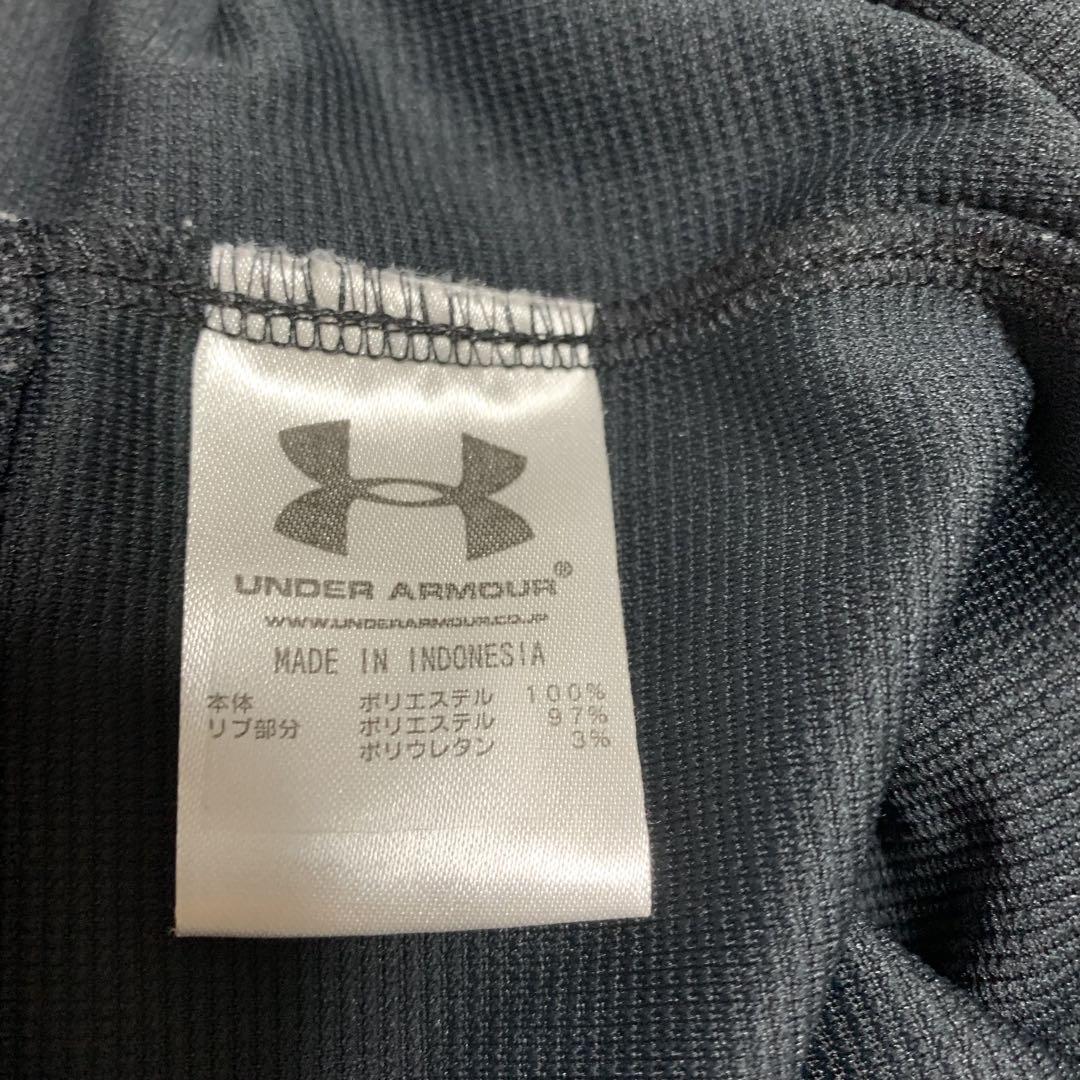 UNDER ARMOUR®
WWW.UNDERARMOUR.CO.JP
MADE IN INDONESIA
本体 ポリエステル 100%
リブ部分 ポリエステル 97%
ポリウレタン 3%